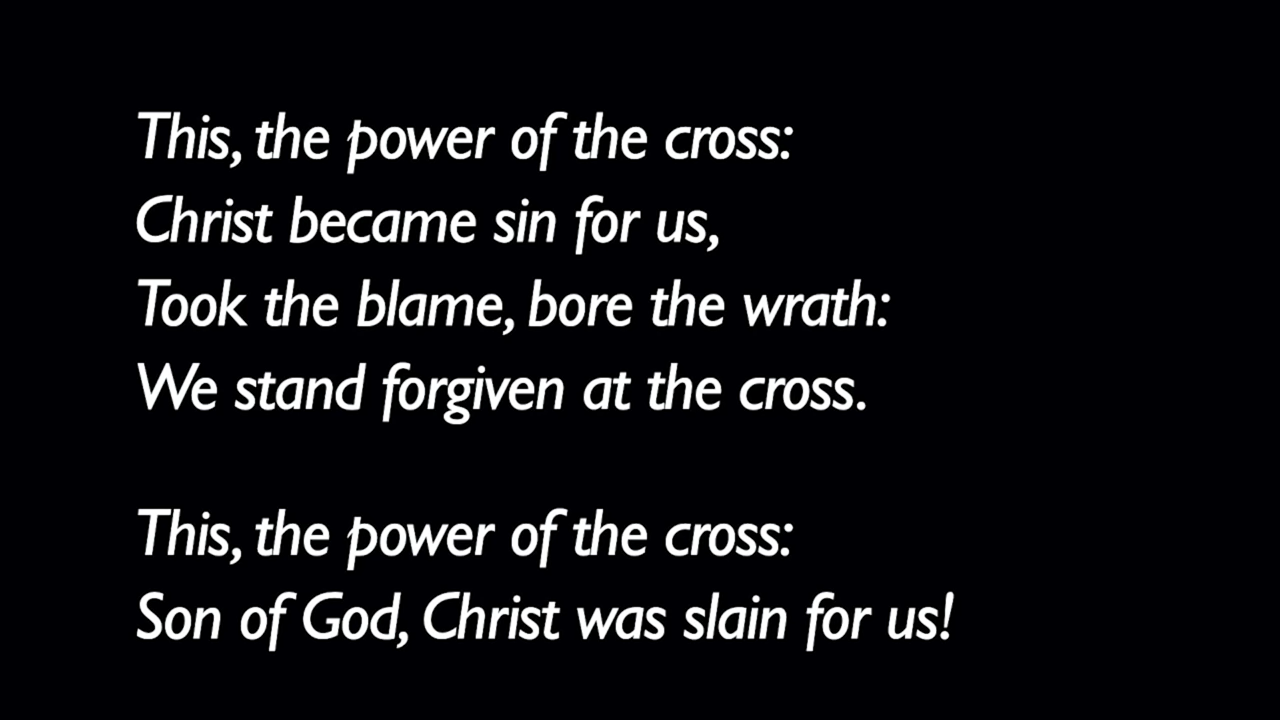 This, the power of the cross:
Christ became sin for us,
Took the blame, bore the wrath:
We stand forgiven at the cross.
This, the power of the cross:
Son of God, Christ was slain for us!